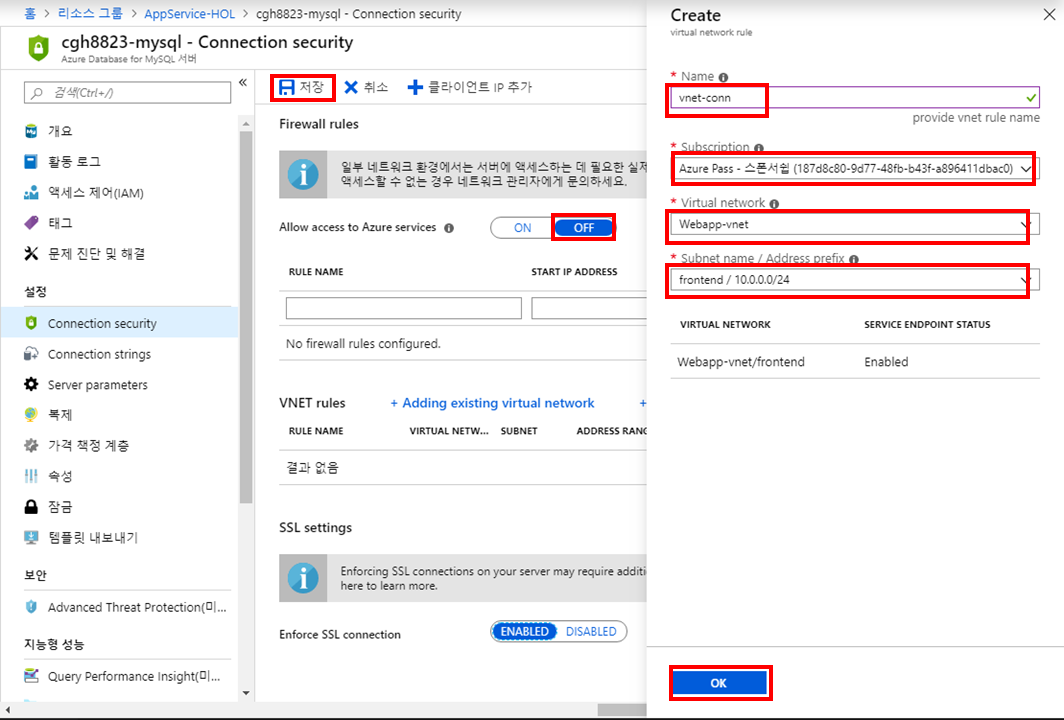 홈 > 리소스 그룹 > AppService-HOL > cgh8823-mysql - Connection security
cgh8823-mysql - Connection security
Azure Database for MySQL 서버
검색(Ctrl+/)
«
개요
활동 로그
액세스 제어(IAM)
태그
문제 진단 및 해결
설정
Connection security
Connection strings
Server parameters
복제
가격 책정 계층
속성
잠금
템플릿 내보내기
보안
Advanced Threat Protection(미...
지능형 성능
Query Performance Insight(미...
저장 취소 클라이언트 IP 추가
Firewall rules
일부 네트워크 환경에서는 서버에 액세스하는 데 필요한 실제
액세스할 수 없는 경우 네트워크 관리자에게 문의하세요.
Allow access to Azure services ON OFF
RULE NAME START IP ADDRESS
No firewall rules configured.
VNET rules + Adding existing virtual network +
RULE NAME VIRTUAL NETW... SUBNET ADDRESS RANG
결과 없음
SSL settings
Enforcing SSL connections on your server may require additi
here to learn more.
Enforce SSL connection ENABLED DISABLED
Create
virtual network rule
* Name
vnet-conn
provide vnet rule name
* Subscription
Azure Pass - 스폰서쉽 (187d8c80-9d77-48fb-b43f-a896411dbac0)
* Virtual network
Webapp-vnet
* Subnet name / Address prefix
frontend / 10.0.0.0/24
VIRTUAL NETWORK SERVICE ENDPOINT STATUS
Webapp-vnet/frontend Enabled
OK